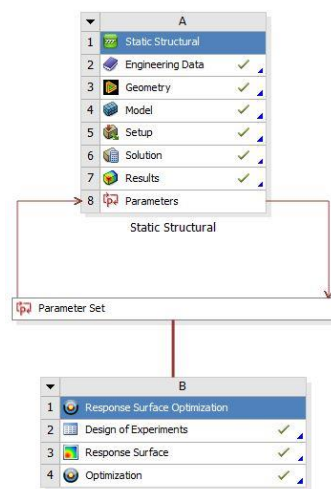 A
1 Static Structural
2 Engineering Data
3 Geometry
4 Model
5 Setup
6 Solution
7 Results
8 Parameters
Static Structural
Parameter Set
B
1 Response Surface Optimization
2 Design of Experiments
3 Response Surface
4 Optimization